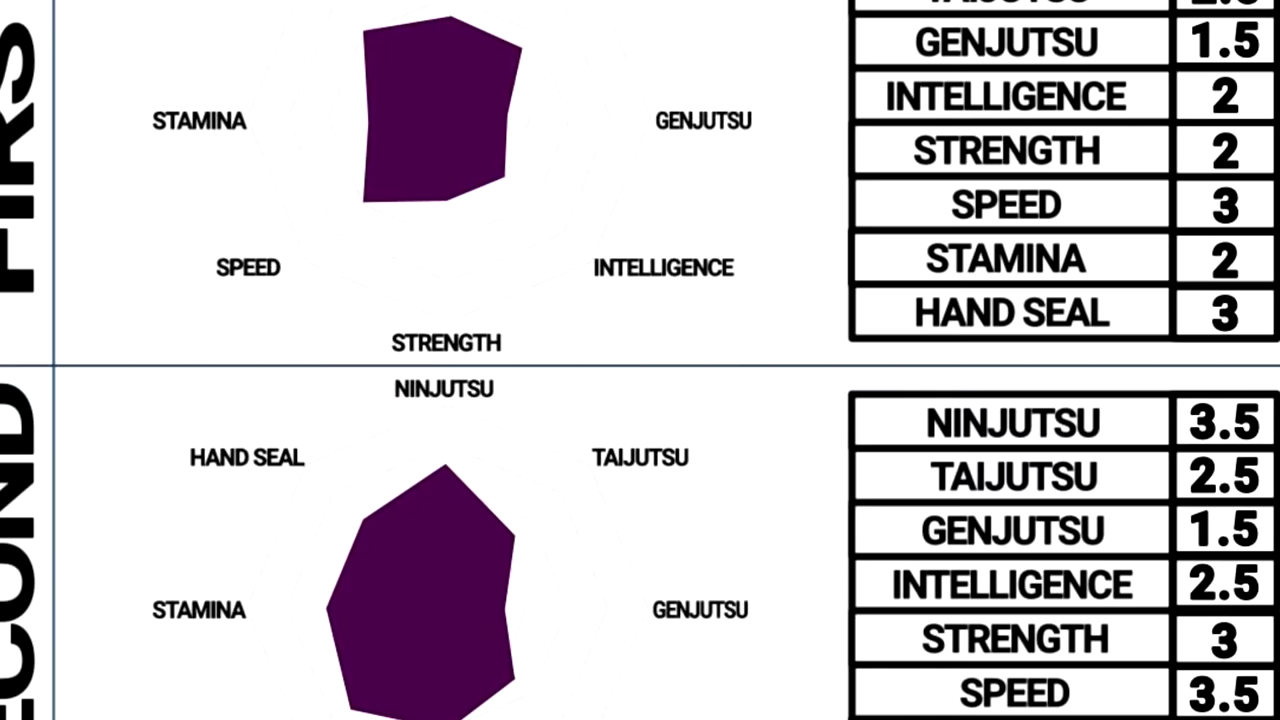 FIRS
STAMINA
GENJUTSU
SPEED
INTELLIGENCE
STRENGTH
GENJUTSU 1.5
INTELLIGENCE 2
STRENGTH 2
SPEED 3
STAMINA 2
HAND SEAL 3
ECOND
NINJUTSU
HAND SEAL
TAIJUTSU
STAMINA
GENJUTSU
NINJUTSU 3.5
TAIJUTSU 2.5
GENJUTSU 1.5
INTELLIGENCE 2.5
STRENGTH 3
SPEED 3.5